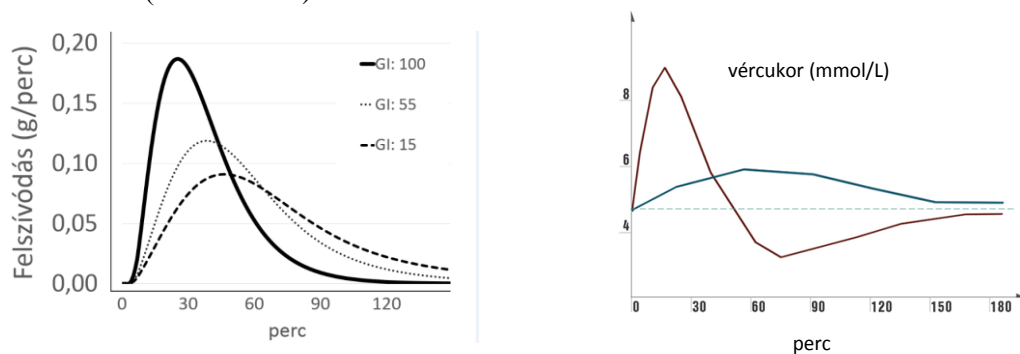 0,20
0,15
0,10
0,05
0,00
Felszívódás (g/perc)
GI: 100
GI: 55
GI: 15
0 30 60 90 120
perc
vércukor (mmol/L)
8
6
4
0 30 60 90 120 150 180
perc